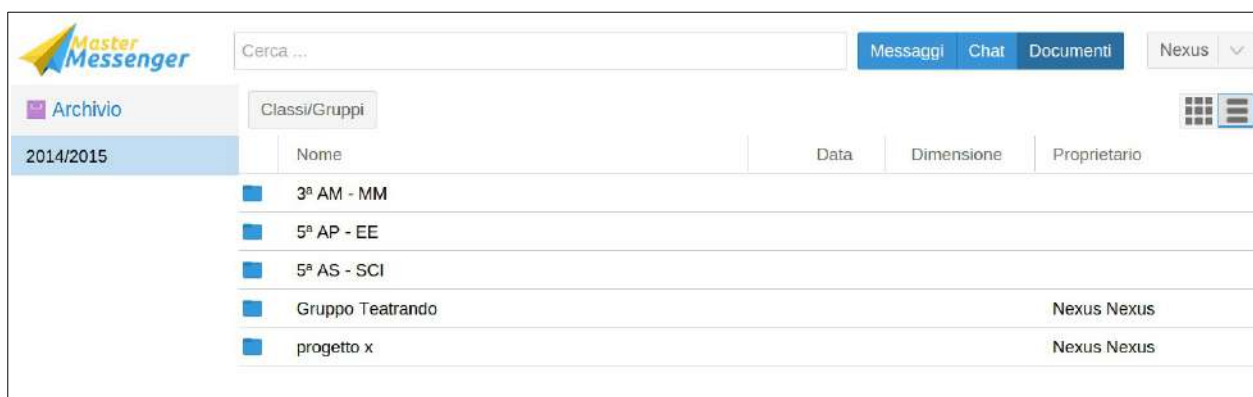 Master
Messenger
Cerca ...
Messaggi Chat Documenti Nexus
Archivio
Classi/Gruppi
2014/2015
Nome Data Dimensione Proprietario
3ª AM - MM
5ª AP - EE
5ª AS - SCI
Gruppo Teatrando Nexus Nexus
progetto x Nexus Nexus